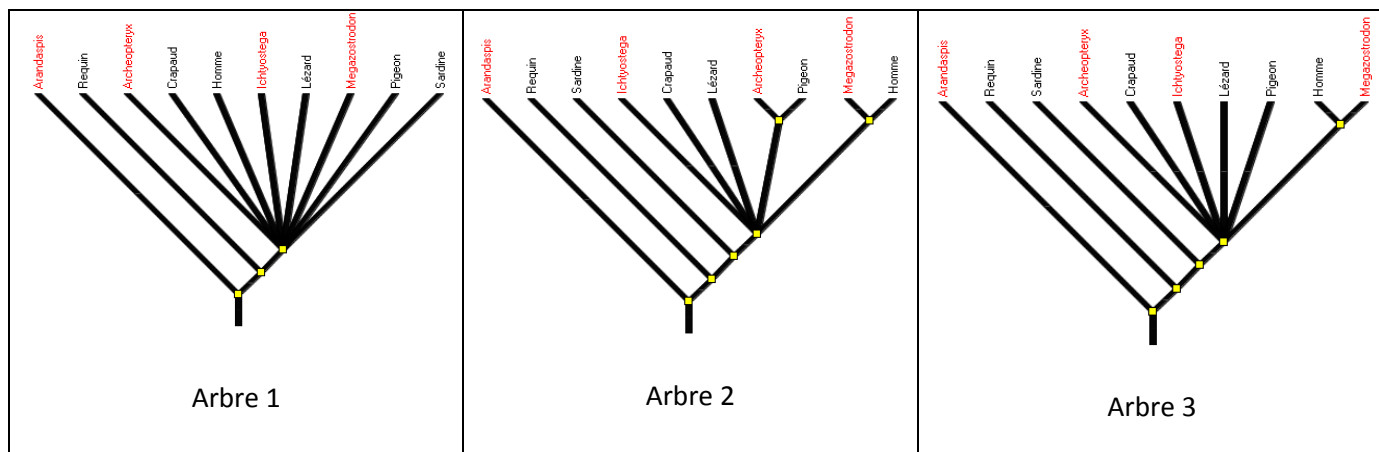 Arandaspis
Requin
Archeopteryx
Crapaud
Homme
Ichtyostega
Lézard
Megazostrodon
Pigeon
Sardine
Arbre 1
Arandaspis
Requin
Sardine
Ichtyostega
Crapaud
Lézard
Archeopteryx
Pigeon
Megazostrodon
Homme
Arbre 2
Arandaspis
Requin
Sardine
Archeopteryx
Crapaud
Ichtyostega
Lézard
Pigeon
Homme
Megazostrodon
Arbre 3